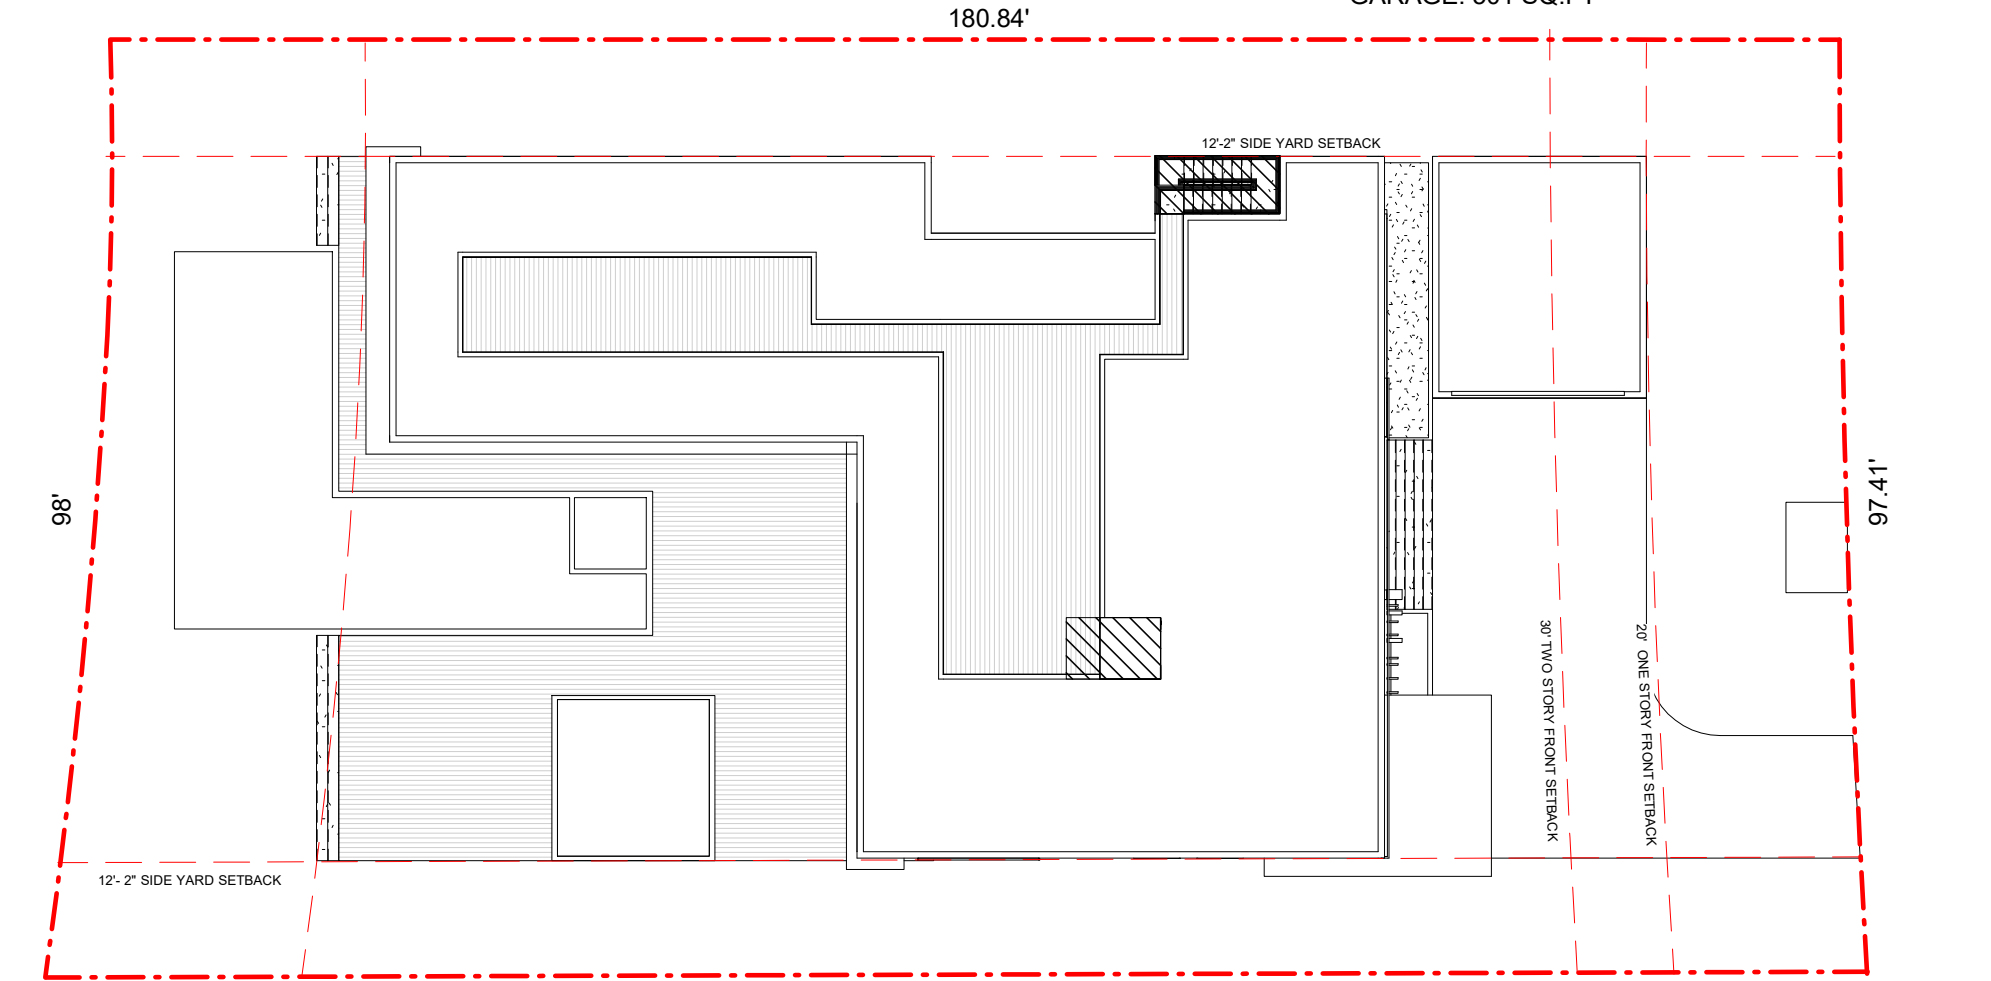 180.84'
12'-2" SIDE YARD SETBACK
98'
97.41'
30' TWO STORY FRONT SETBACK
20' ONE STORY FRONT SETBACK
12'- 2" SIDE YARD SETBACK